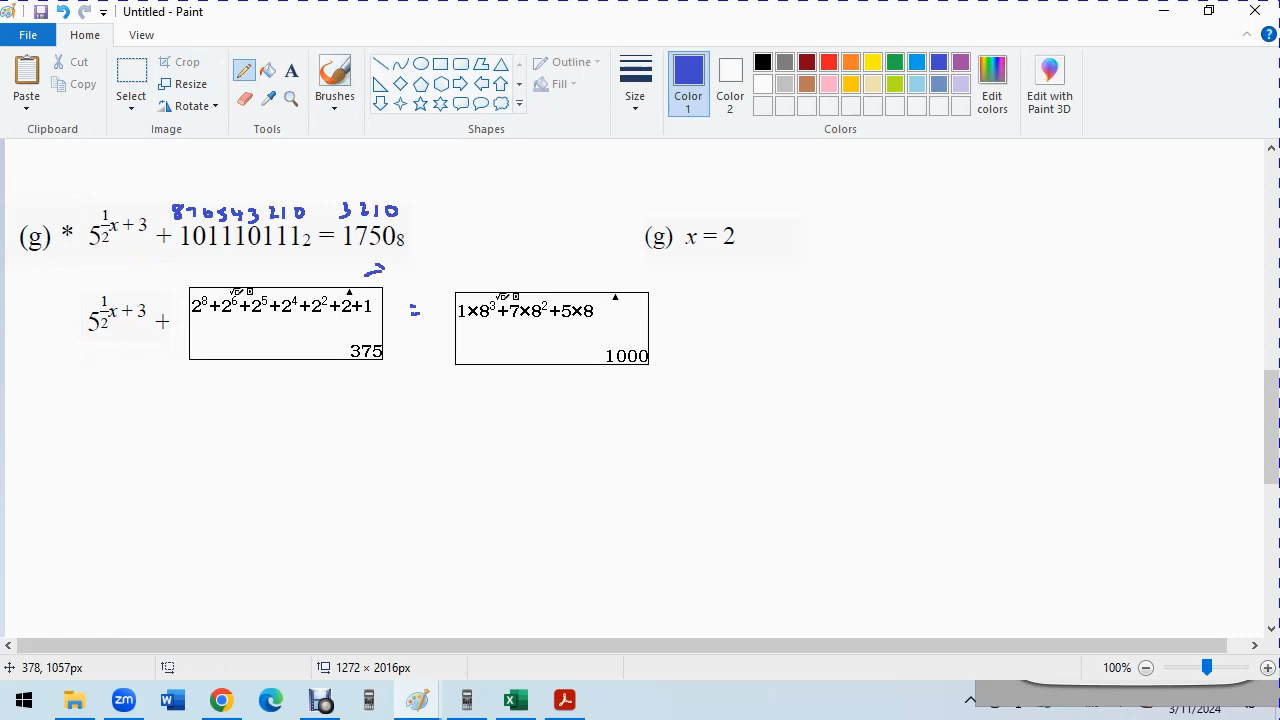 Untitled - Paint
File Home View
Paste Cut Copy Clipboard
Select Crop Resize Rotate Image
Tools
Brushes
Outline Fill Shapes
Size
Color 1 Color 2 Edit colors Colors
Edit with Paint 3D
8 7 6 5 4 3 2 1 0 3 2 1 0
(g) * 5^{\frac{1}{2}x + 3} + 101110111₂ = 1750₈
(g) x = 2
5^{\frac{1}{2}x + 3} +
2⁸+2⁶+2⁵+2⁴+2²+2+1
375
=
1×8³+7×8²+5×8
1000
378, 1057px
1272 × 2016px
100%
3/11/2024